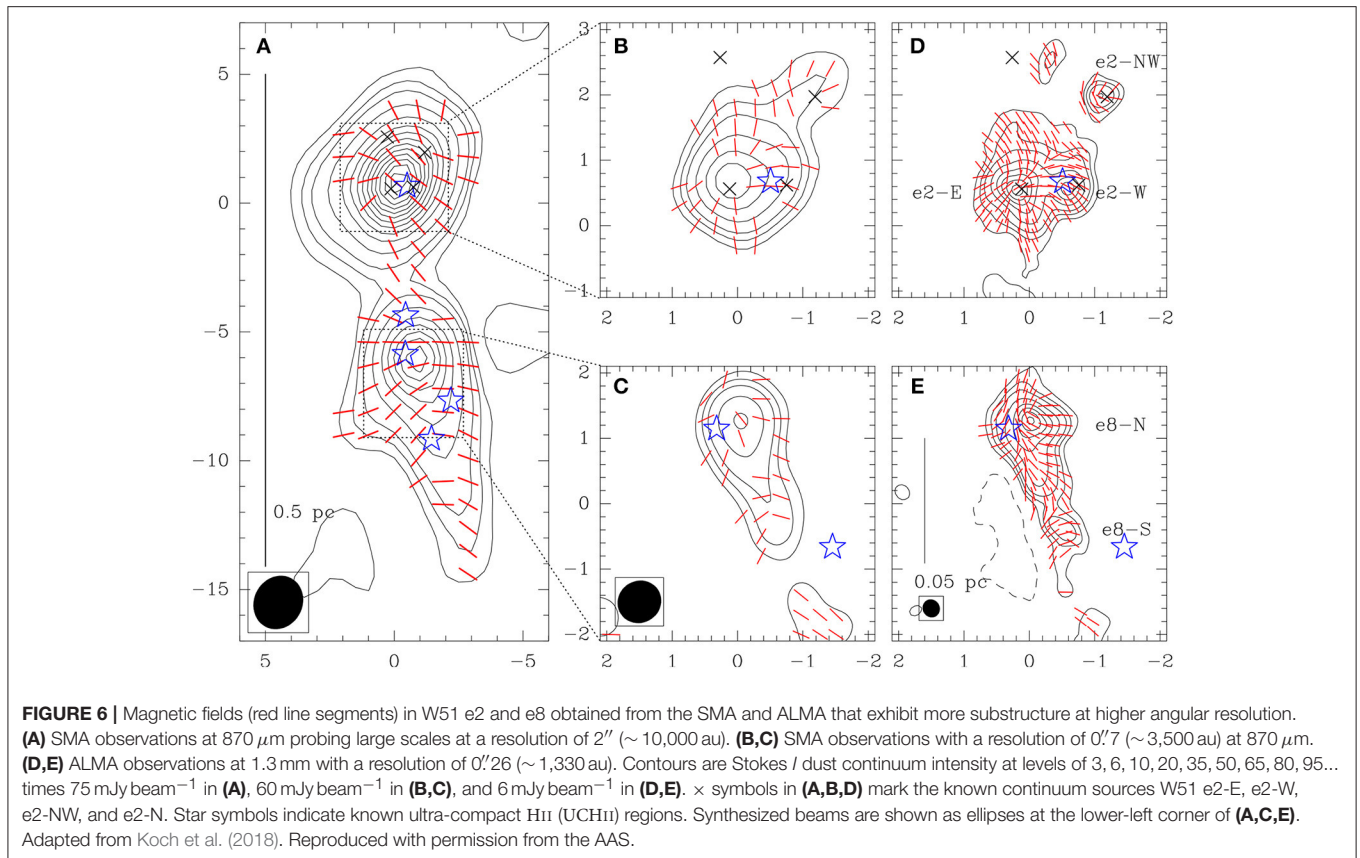 A
5
0
−5
−10
−15
0.5 pc
5
0
−5
B
3
2
1
0
−1
2
1
0
−1
−2
D
e2−NW
e2−E
e2−W
2
1
0
−1
−2
C
2
1
0
−1
−2
2
1
0
−1
−2
E
e8−N
e8−S
0.05 pc
2
1
0
−1
−2
FIGURE 6 | Magnetic fields (red line segments) in W51 e2 and e8 obtained from the SMA and ALMA that exhibit more substructure at higher angular resolution.
(A) SMA observations at 870 μm probing large scales at a resolution of 2″ (∼ 10,000 au). (B,C) SMA observations with a resolution of 0″.7 (∼ 3,500 au) at 870 μm.
(D,E) ALMA observations at 1.3 mm with a resolution of 0″.26 (∼ 1,330 au). Contours are Stokes I dust continuum intensity at levels of 3, 6, 10, 20, 35, 50, 65, 80, 95...
times 75 mJy beam−1 in (A), 60 mJy beam−1 in (B,C), and 6 mJy beam−1 in (D,E). × symbols in (A,B,D) mark the known continuum sources W51 e2-E, e2-W,
e2-NW, and e2-N. Star symbols indicate known ultra-compact HII (UCHII) regions. Synthesized beams are shown as ellipses at the lower-left corner of (A,C,E).
Adapted from Koch et al. (2018). Reproduced with permission from the AAS.